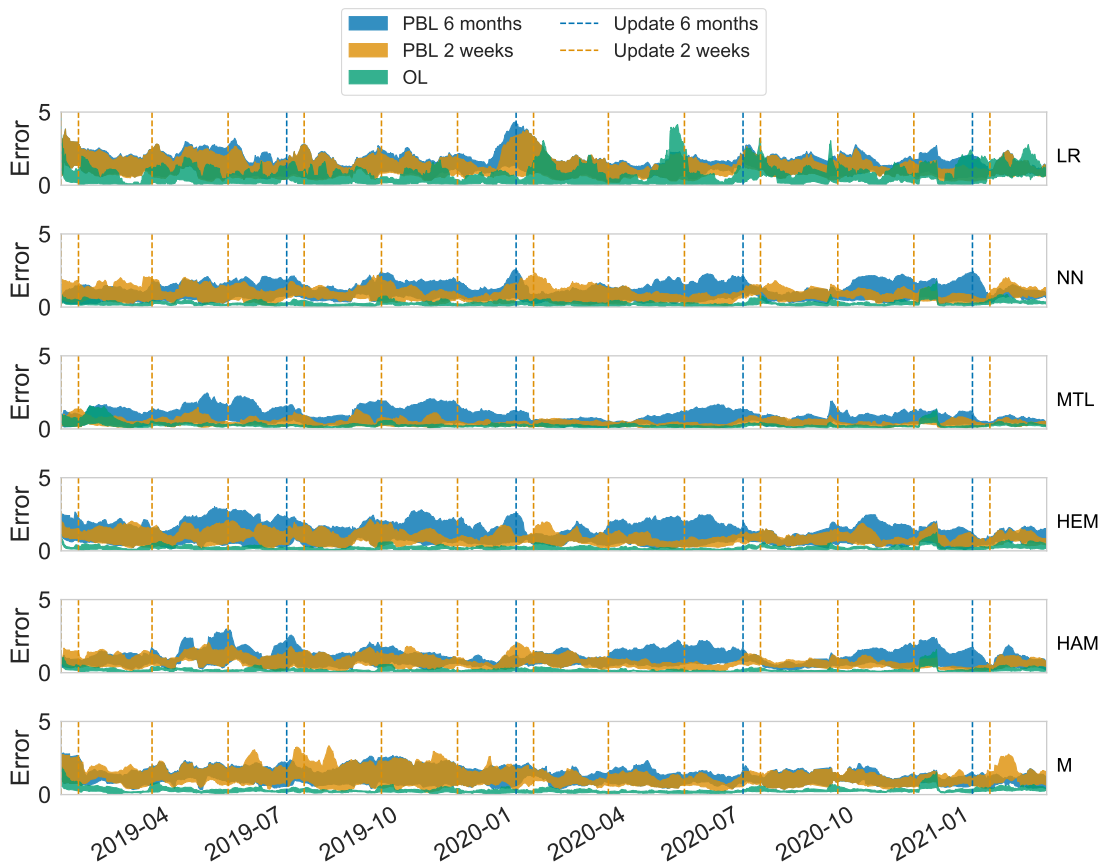 PBL 6 months
PBL 2 weeks
OL
Update 6 months
Update 2 weeks
5
0
Error
LR
5
0
Error
NN
5
0
Error
MTL
5
0
Error
HEM
5
0
Error
HAM
5
0
Error
M
2019-04
2019-07
2019-10
2020-01
2020-04
2020-07
2020-10
2021-01